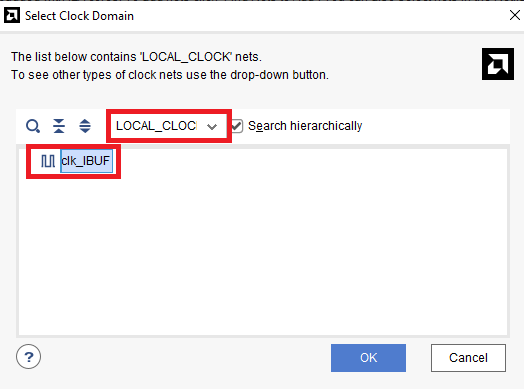 Select Clock Domain
The list below contains 'LOCAL_CLOCK' nets.
To see other types of clock nets use the drop-down button.
LOCAL_CLOC
Search hierarchically
clk_IBUF
?
OK
Cancel